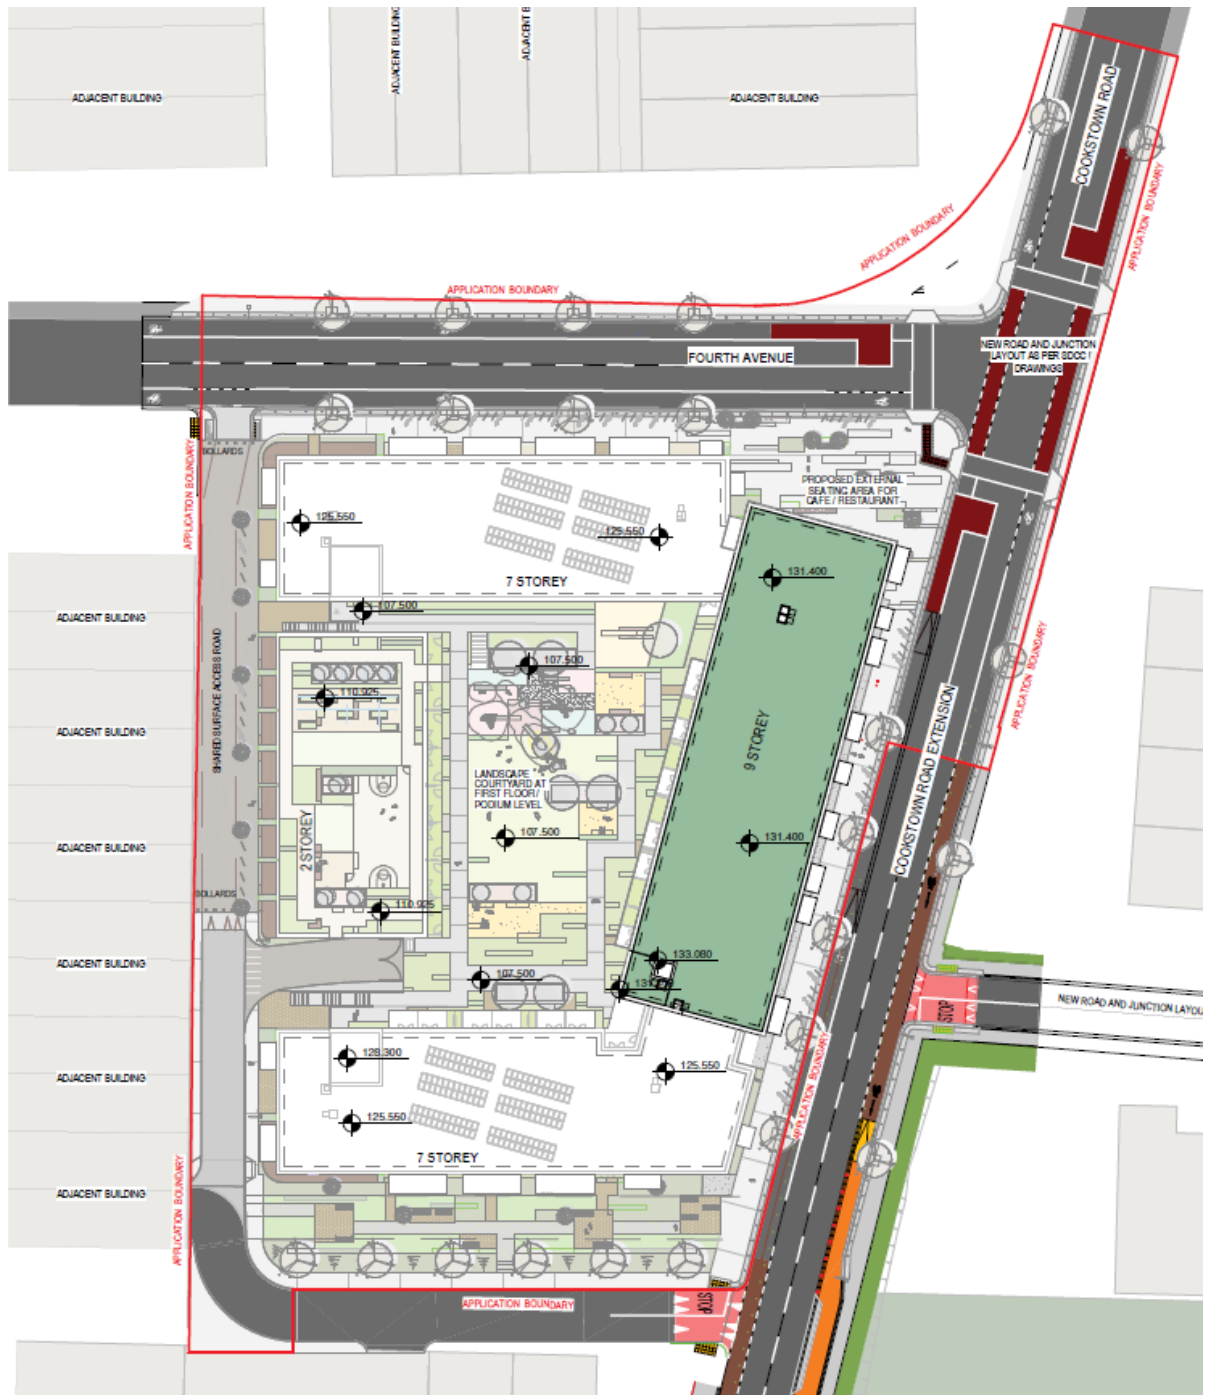 ADJACENT BUILDING
ADJACENT BUILDING
ADJACENT B
ADJACENT BUILDING
COOKSTOWN ROAD
APPLICATION BOUNDARY
APPLICATION BOUNDARY
APPLICATION BOUNDARY
FOURTH AVENUE
NEW ROAD AND JUNCTION
LAYOUT AS PER SDCC
DRAWINGS
BOLLARDS
APPLICATION BOUNDARY
PROPOSED EXTERNAL
SEATING AREA FOR
CAFE / RESTAURANT
125.550
125.550
7 STOREY
131.400
107.500
ADJACENT BUILDING
SHARED SURFACE ACCESS ROAD
107.500
110.925
APPLICATION BOUNDARY
ADJACENT BUILDING
9 STOREY
COOKSTOWN ROAD EXTENSION
LANDSCAPE
COURTYARD AT
FIRST FLOOR /
PODIUM LEVEL
2 STOREY
107.500
131.400
ADJACENT BUILDING
BOLLARDS
110.925
ADJACENT BUILDING
133.080
107.500
NEW ROAD AND JUNCTION LAYOU
STOP
128.300
125.550
ADJACENT BUILDING
APPLICATION BOUNDARY
125.550
7 STOREY
ADJACENT BUILDING
APPLICATION BOUNDARY
APPLICATION BOUNDARY
STOP